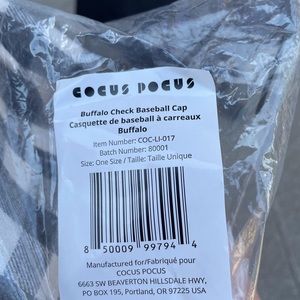 COCUS POCUS
Buffalo Check Baseball Cap
Casquette de baseball à carreaux
Buffalo
Item Number: COC-LI-017
Batch Number: 80001
Size: One Size / Taille: Taille Unique
8 50009 99794 4
Manufactured for/Fabriqué pour
COCUS POCUS
6663 SW BEAVERTON HILLSDALE HWY,
PO BOX 195, Portland, OR 97225 USA